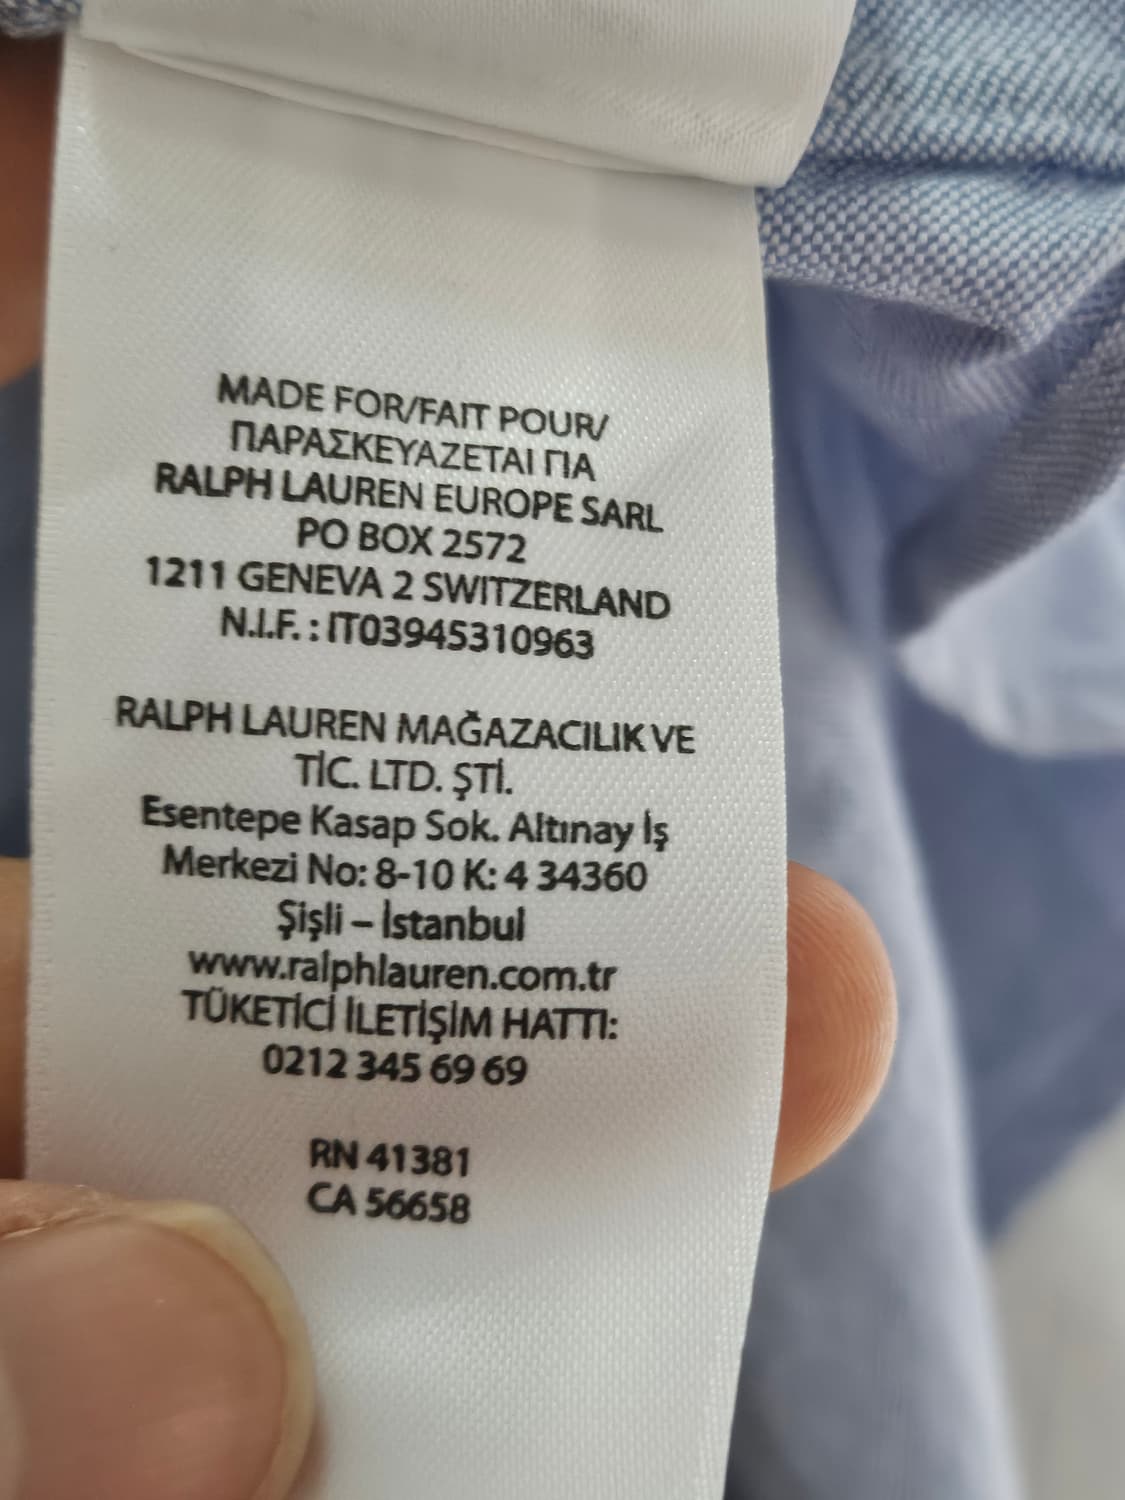 MADE FOR/FAIT POUR/
ΠΑΡΑΣΚΕΥΑΖΕΤΑΙ ΓΙΑ
RALPH LAUREN EUROPE SARL
PO BOX 2572
1211 GENEVA 2 SWITZERLAND
N.I.F. : IT03945310963
RALPH LAUREN MAĞAZACILIK VE
TİC. LTD. ŞTİ.
Esentepe Kasap Sok. Altınay İş
Merkezi No: 8-10 K: 4 34360
Şişli – İstanbul
www.ralphlauren.com.tr
TÜKETİCİ İLETİŞİM HATTI:
0212 345 69 69
RN 41381
CA 56658